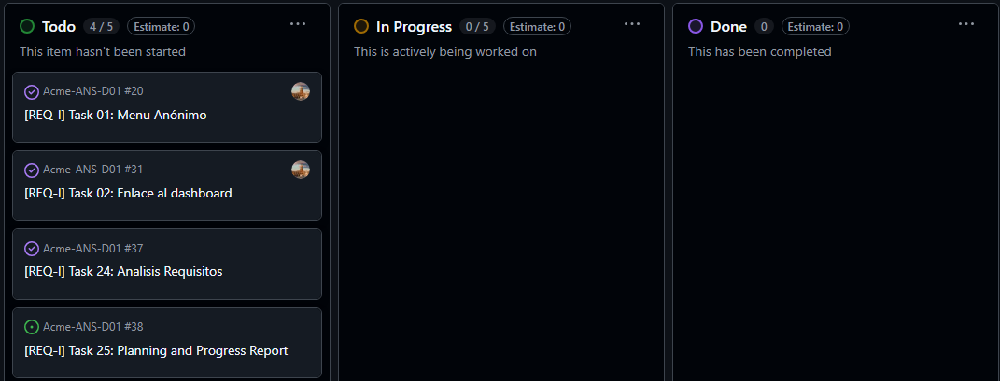 Todo 4 / 5 Estimate: 0
This item hasn't been started
Acme-ANS-D01 #20
[REQ-I] Task 01: Menu Anónimo
Acme-ANS-D01 #31
[REQ-I] Task 02: Enlace al dashboard
Acme-ANS-D01 #37
[REQ-I] Task 24: Analisis Requisitos
Acme-ANS-D01 #38
[REQ-I] Task 25: Planning and Progress Report
In Progress 0 / 5 Estimate: 0
This is actively being worked on
Done 0 Estimate: 0
This has been completed